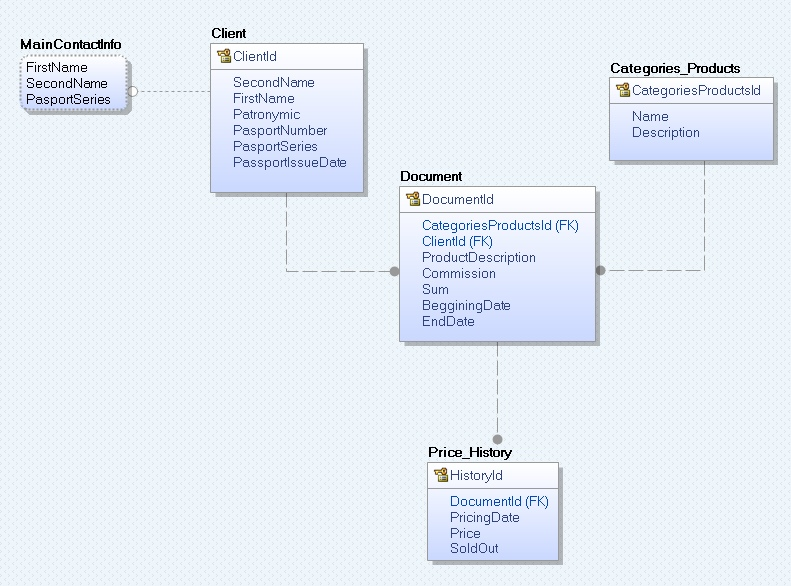 MainContactInfo
FirstName
SecondName
PasportSeries
Client
ClientId
SecondName
FirstName
Patronymic
PasportNumber
PasportSeries
PassportIssueDate
Categories_Products
CategoriesProductsId
Name
Description
Document
DocumentId
CategoriesProductsId (FK)
ClientId (FK)
ProductDescription
Commission
Sum
BegginingDate
EndDate
Price_History
HistoryId
DocumentId (FK)
PricingDate
Price
SoldOut